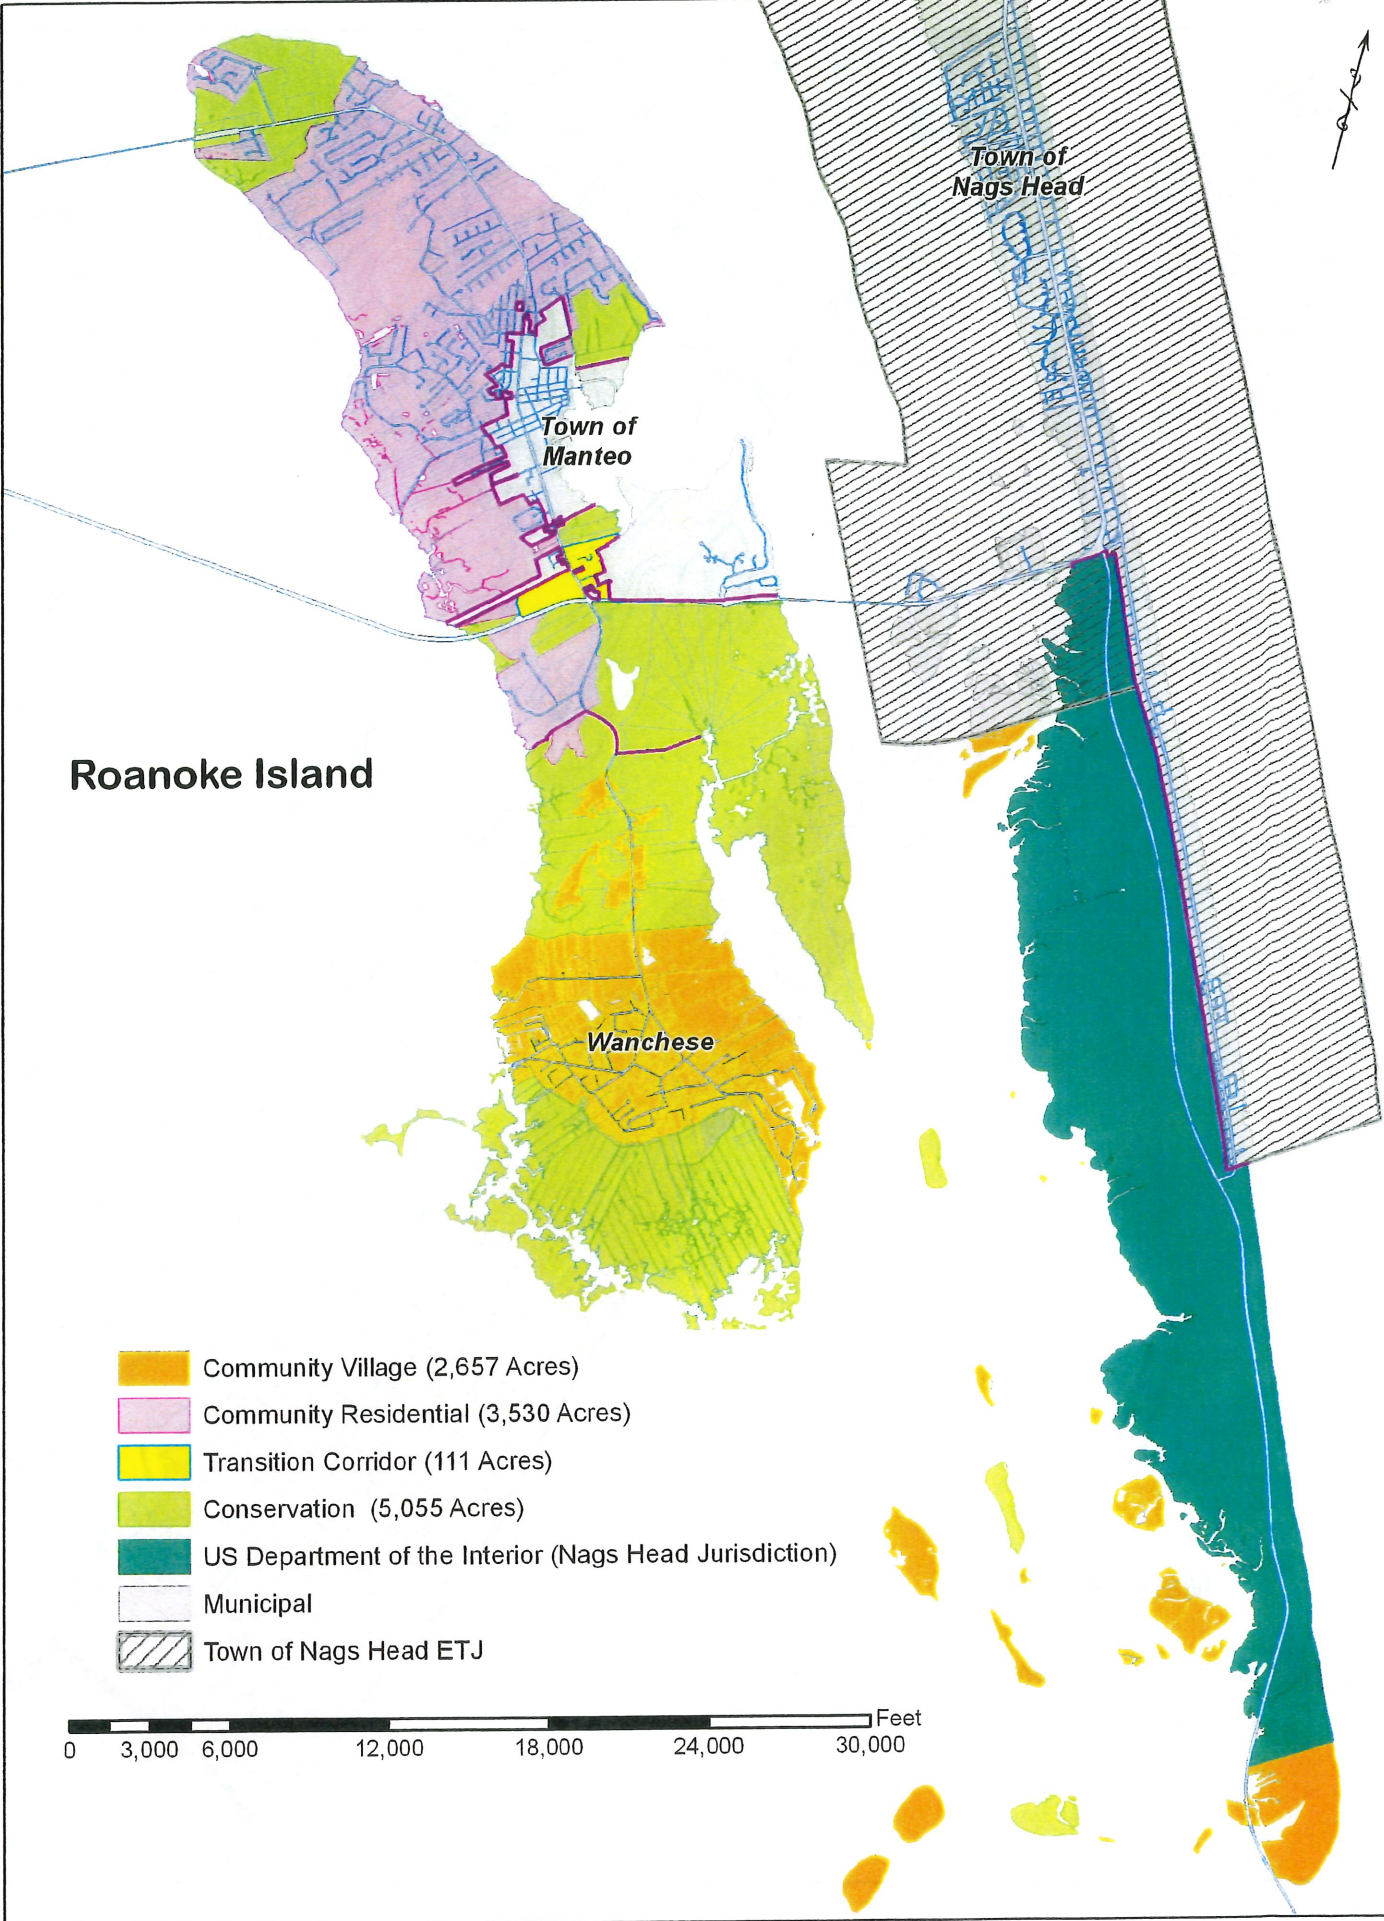 Town of
Nags Head
Town of
Manteo
Roanoke Island
Wanchese
Community Village (2,657 Acres)
Community Residential (3,530 Acres)
Transition Corridor (111 Acres)
Conservation (5,055 Acres)
US Department of the Interior (Nags Head Jurisdiction)
Municipal
Town of Nags Head ETJ
Feet
0 3,000 6,000 12,000 18,000 24,000 30,000